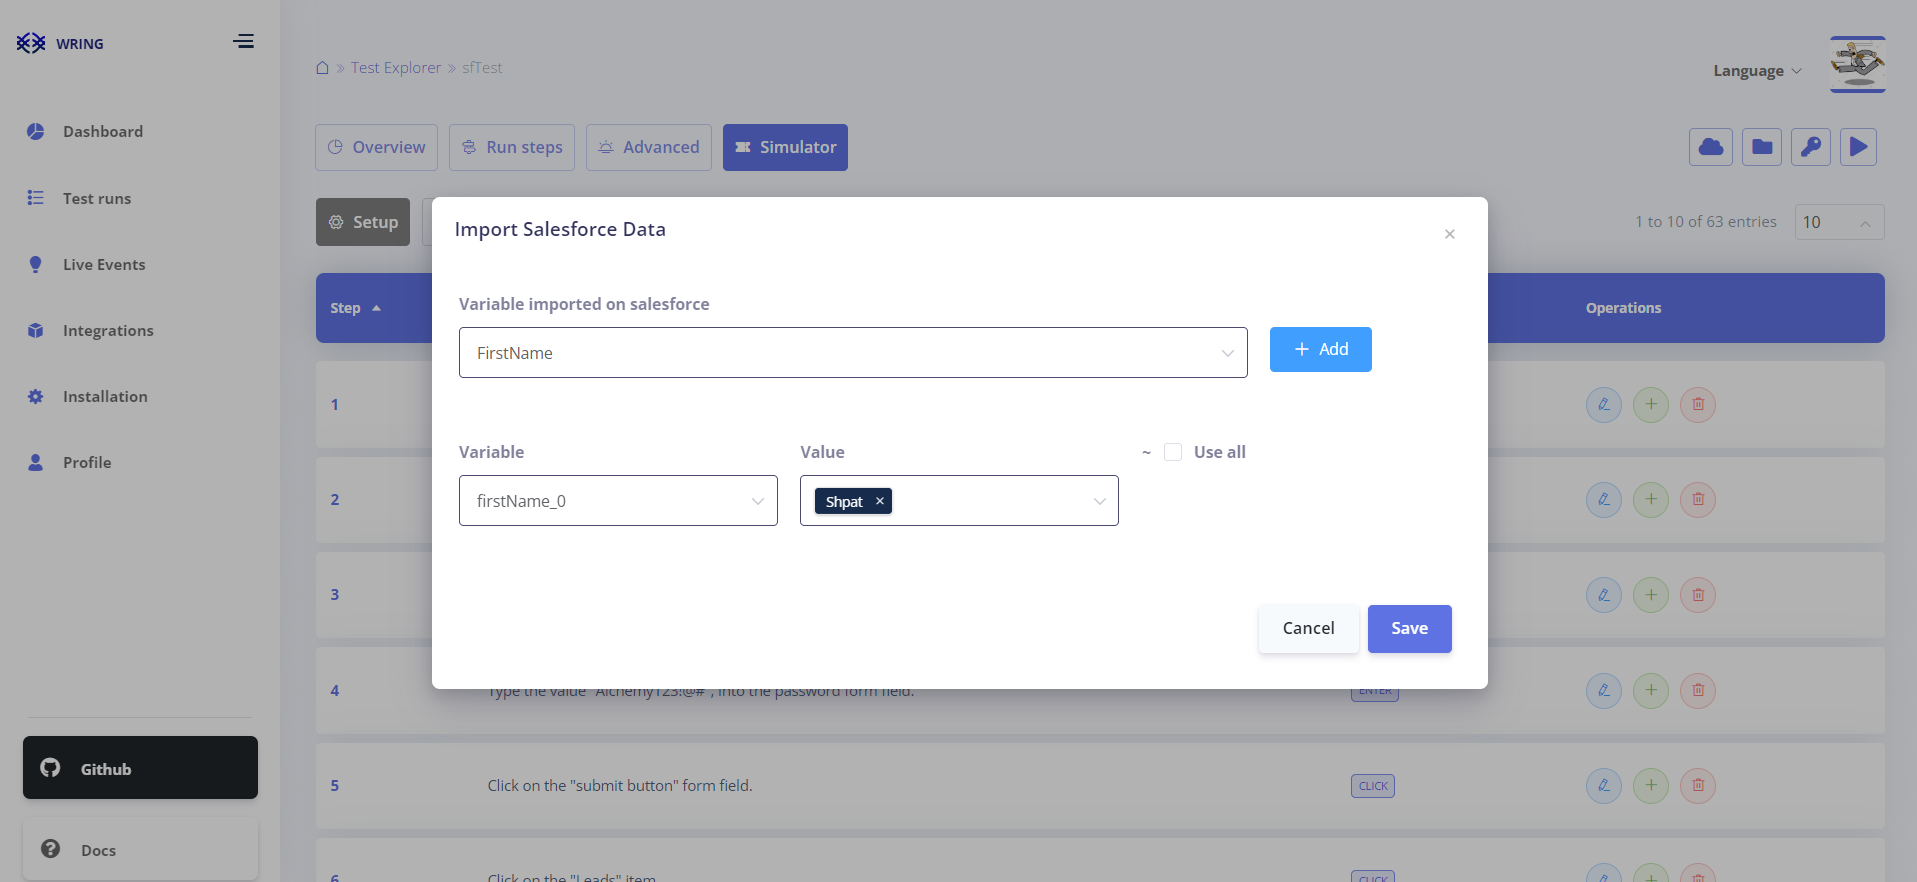 WRING
Dashboard
Test runs
Live Events
Integrations
Installation
Profile
Github
Docs
» Test Explorer » sfTest
Language
Overview
Run steps
Advanced
Simulator
Setup
1 to 10 of 63 entries
10
Step
Operations
Import Salesforce Data
×
Variable imported on salesforce
FirstName
+ Add
Variable
Value
~ Use all
firstName_0
Shpat ×
Cancel
Save
1
2
3
4
Type the value "Alchemy123!@#", into the password form field.
ENTER
5
Click on the "submit button" form field.
CLICK
6
Click on the "Leads" item
CLICK